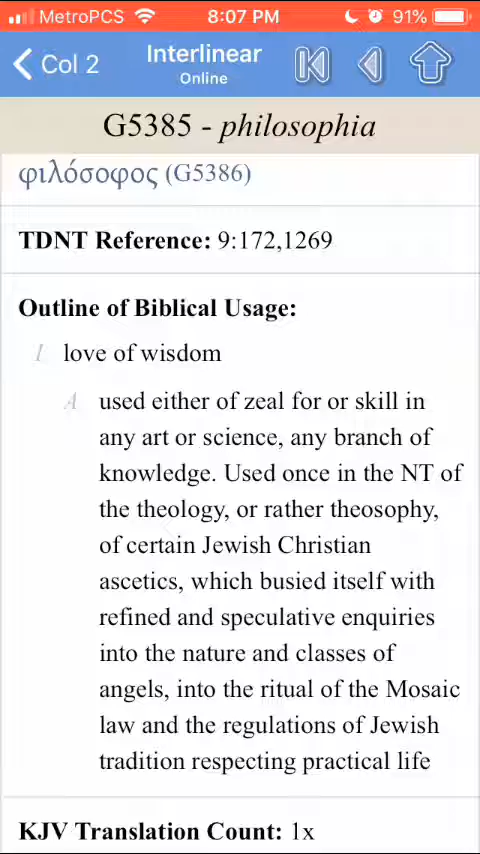 MetroPCS 8:07 PM 91%
Col 2 Interlinear
Online
G5385 - philosophia
φιλόσοφος (G5386)
TDNT Reference: 9:172,1269
Outline of Biblical Usage:
I. love of wisdom
A. used either of zeal for or skill in
any art or science, any branch of
knowledge. Used once in the NT of
the theology, or rather theosophy,
of certain Jewish Christian
ascetics, which busied itself with
refined and speculative enquiries
into the nature and classes of
angels, into the ritual of the Mosaic
law and the regulations of Jewish
tradition respecting practical life
KJV Translation Count: 1x